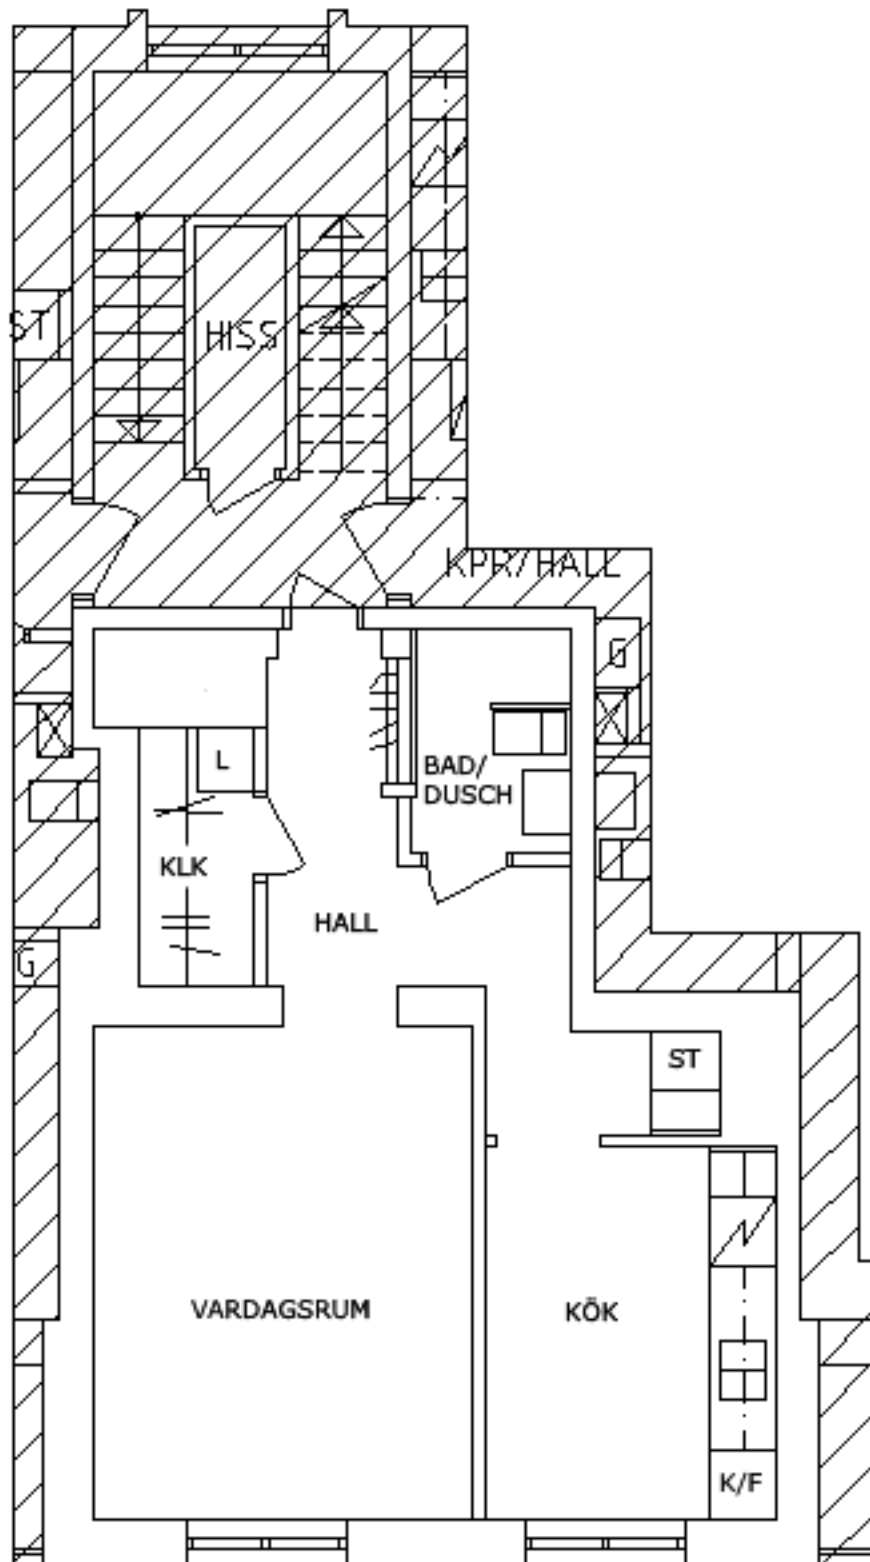 ST
HISS
KPR/HALL
G
L
BAD/
DUSCH
KLK
HALL
G
ST
VARDAGSRUM
KÖK
K/F